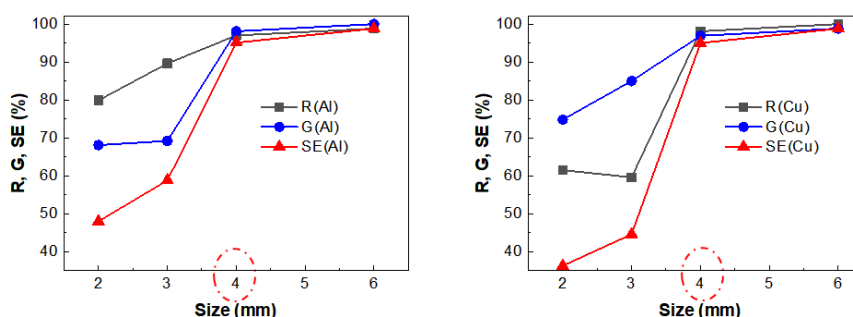 R, G, SE (%)
100
90
80
70
60
50
40
R(Al)
G(Al)
SE(Al)
2 3 4 5 6
Size (mm)
R, G, SE (%)
100
90
80
70
60
50
40
R(Cu)
G(Cu)
SE(Cu)
2 3 4 5 6
Size (mm)